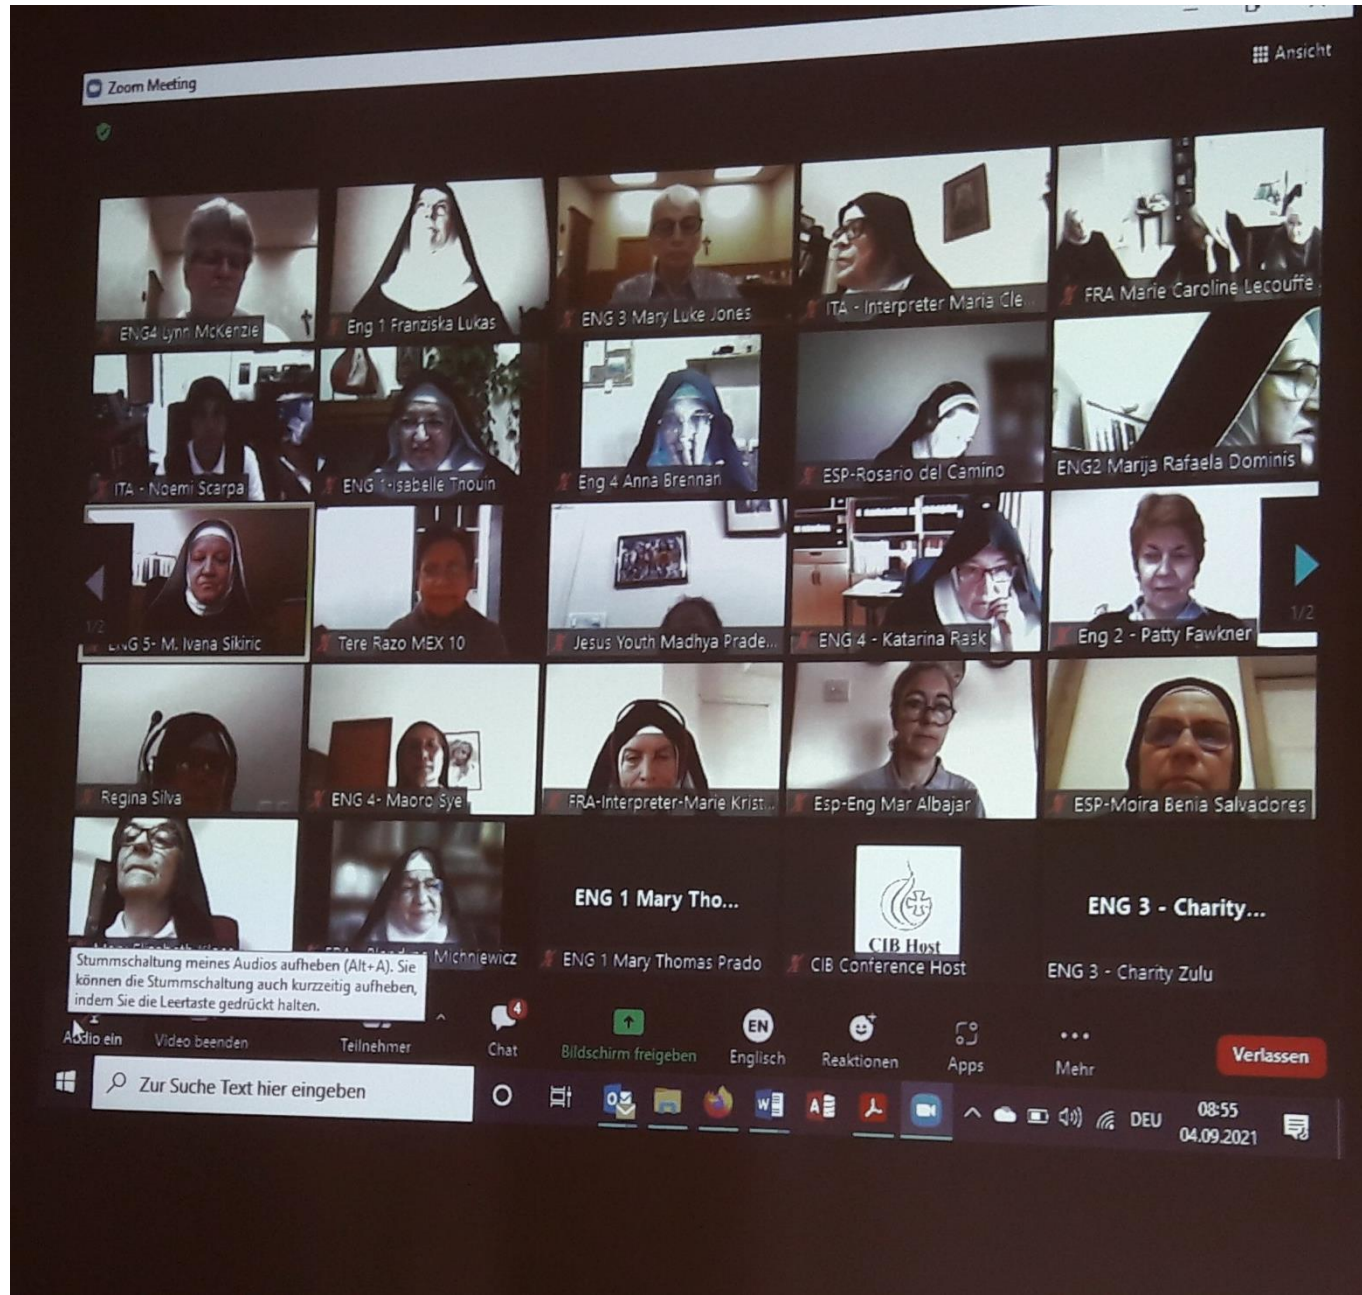 Zoom Meeting
Ansicht
ENG4 Lynn McKenzie
Eng 1 Franziska Lukas
ENG 3 Mary Luke Jones
ITA - Interpreter Maria Cle...
FRA Marie Caroline Lecouffe
ITA - Noemi Scarpa
ENG 1-Isabelle Thouin
Eng 4 Anna Brennan
ESP-Rosario del Camino
ENG2 Marija Rafaela Dominis
1/2
ENG 5- M. Ivana Sikiric
Tere Razo MEX 10
Jesus Youth Madhya Prade...
ENG 4 - Katarina Rask
Eng 2 - Patty Fawkner
1/2
Regina Silva
ENG 4- Maoro Sye
FRA-Interpreter-Marie Krist...
Esp-Eng Mar Albajar
ESP-Moira Benia Salvadores
Michniewicz
ENG 1 Mary Tho...
ENG 1 Mary Thomas Prado
CIB Host
CIB Conference Host
ENG 3 - Charity...
ENG 3 - Charity Zulu
Stummschaltung meines Audios aufheben (Alt+A). Sie
können die Stummschaltung auch kurzzeitig aufheben,
indem Sie die Leertaste gedrückt halten.
Audio ein
Video beenden
Teilnehmer
4
Chat
Bildschirm freigeben
EN
Englisch
Reaktionen
Apps
Mehr
Verlassen
Zur Suche Text hier eingeben
DEU
08:55
04.09.2021